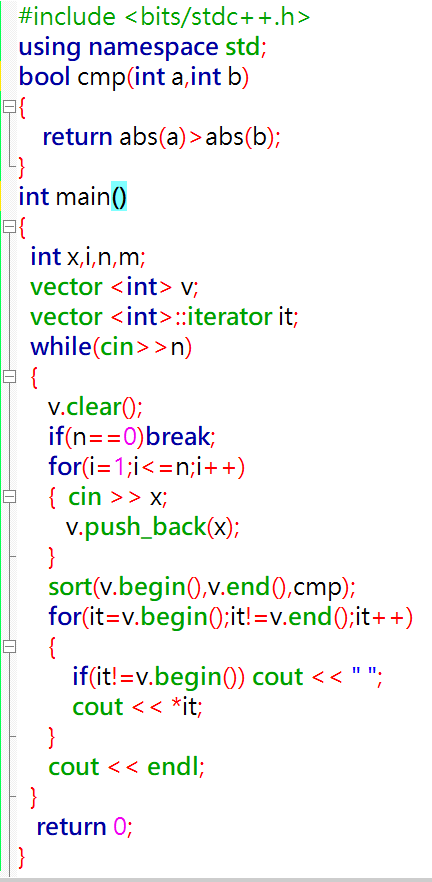 #include <bits/stdc++.h>
using namespace std;
bool cmp(int a,int b)
{
return abs(a)>abs(b);
}
int main()
{
int x,i,n,m;
vector <int> v;
vector <int>::iterator it;
while(cin>>n)
{
v.clear();
if(n==0)break;
for(i=1;i<=n;i++)
{ cin >> x;
v.push_back(x);
}
sort(v.begin(),v.end(),cmp);
for(it=v.begin();it!=v.end();it++)
{
if(it!=v.begin()) cout << " ";
cout << *it;
}
cout << endl;
}
return 0;
}